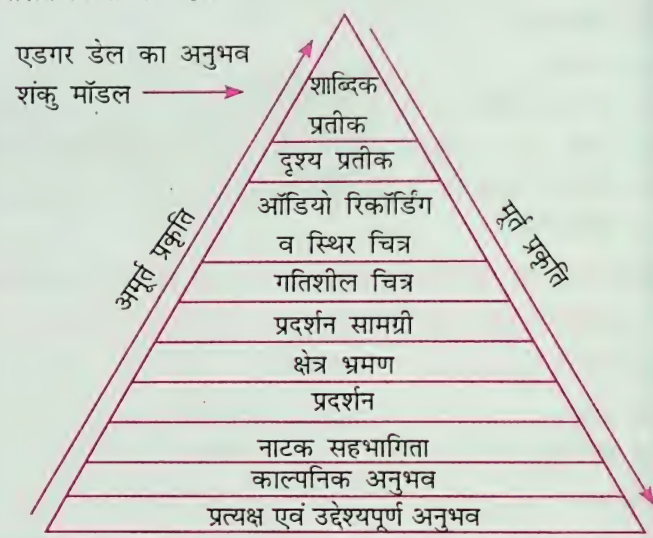 एडगर डेल का अनुभव
शंकु मॉडल
शाब्दिक
प्रतीक
दृश्य प्रतीक
ऑडियो रिकॉर्डिंग
व स्थिर चित्र
गतिशील चित्र
प्रदर्शन सामग्री
क्षेत्र भ्रमण
प्रदर्शन
नाटक सहभागिता
काल्पनिक अनुभव
प्रत्यक्ष एवं उद्देश्यपूर्ण अनुभव
अमूर्त प्रकृति
मूर्त प्रकृति